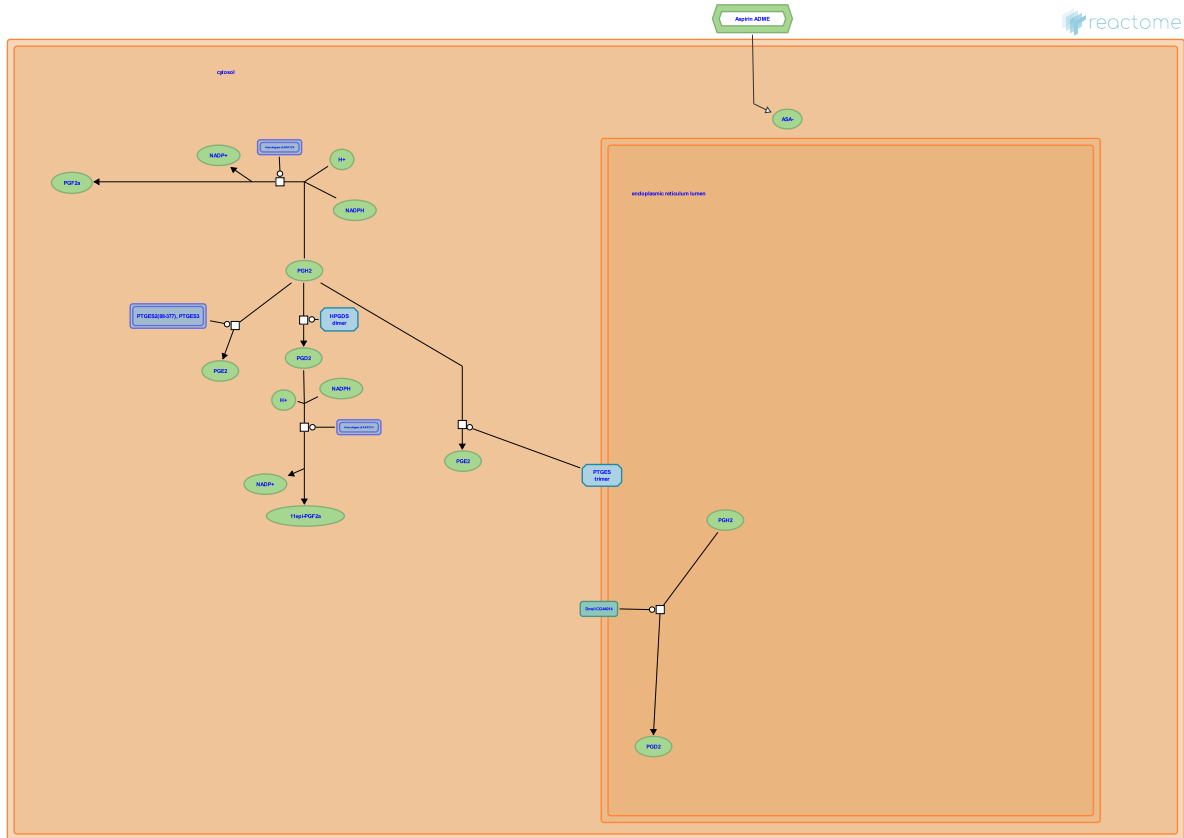 Aspirin ADME
reactome
cytosol
ASA-
NADP+
H+
PGF2a
NADPH
endoplasmic reticulum lumen
PGH2
PTGES2(88-377), PTGES3
HPGDS
dimer
PGD2
PGE2
NADPH
H+
PGE2
PTGES
trimer
NADP+
11epi-PGF2a
PGH2
PGD2